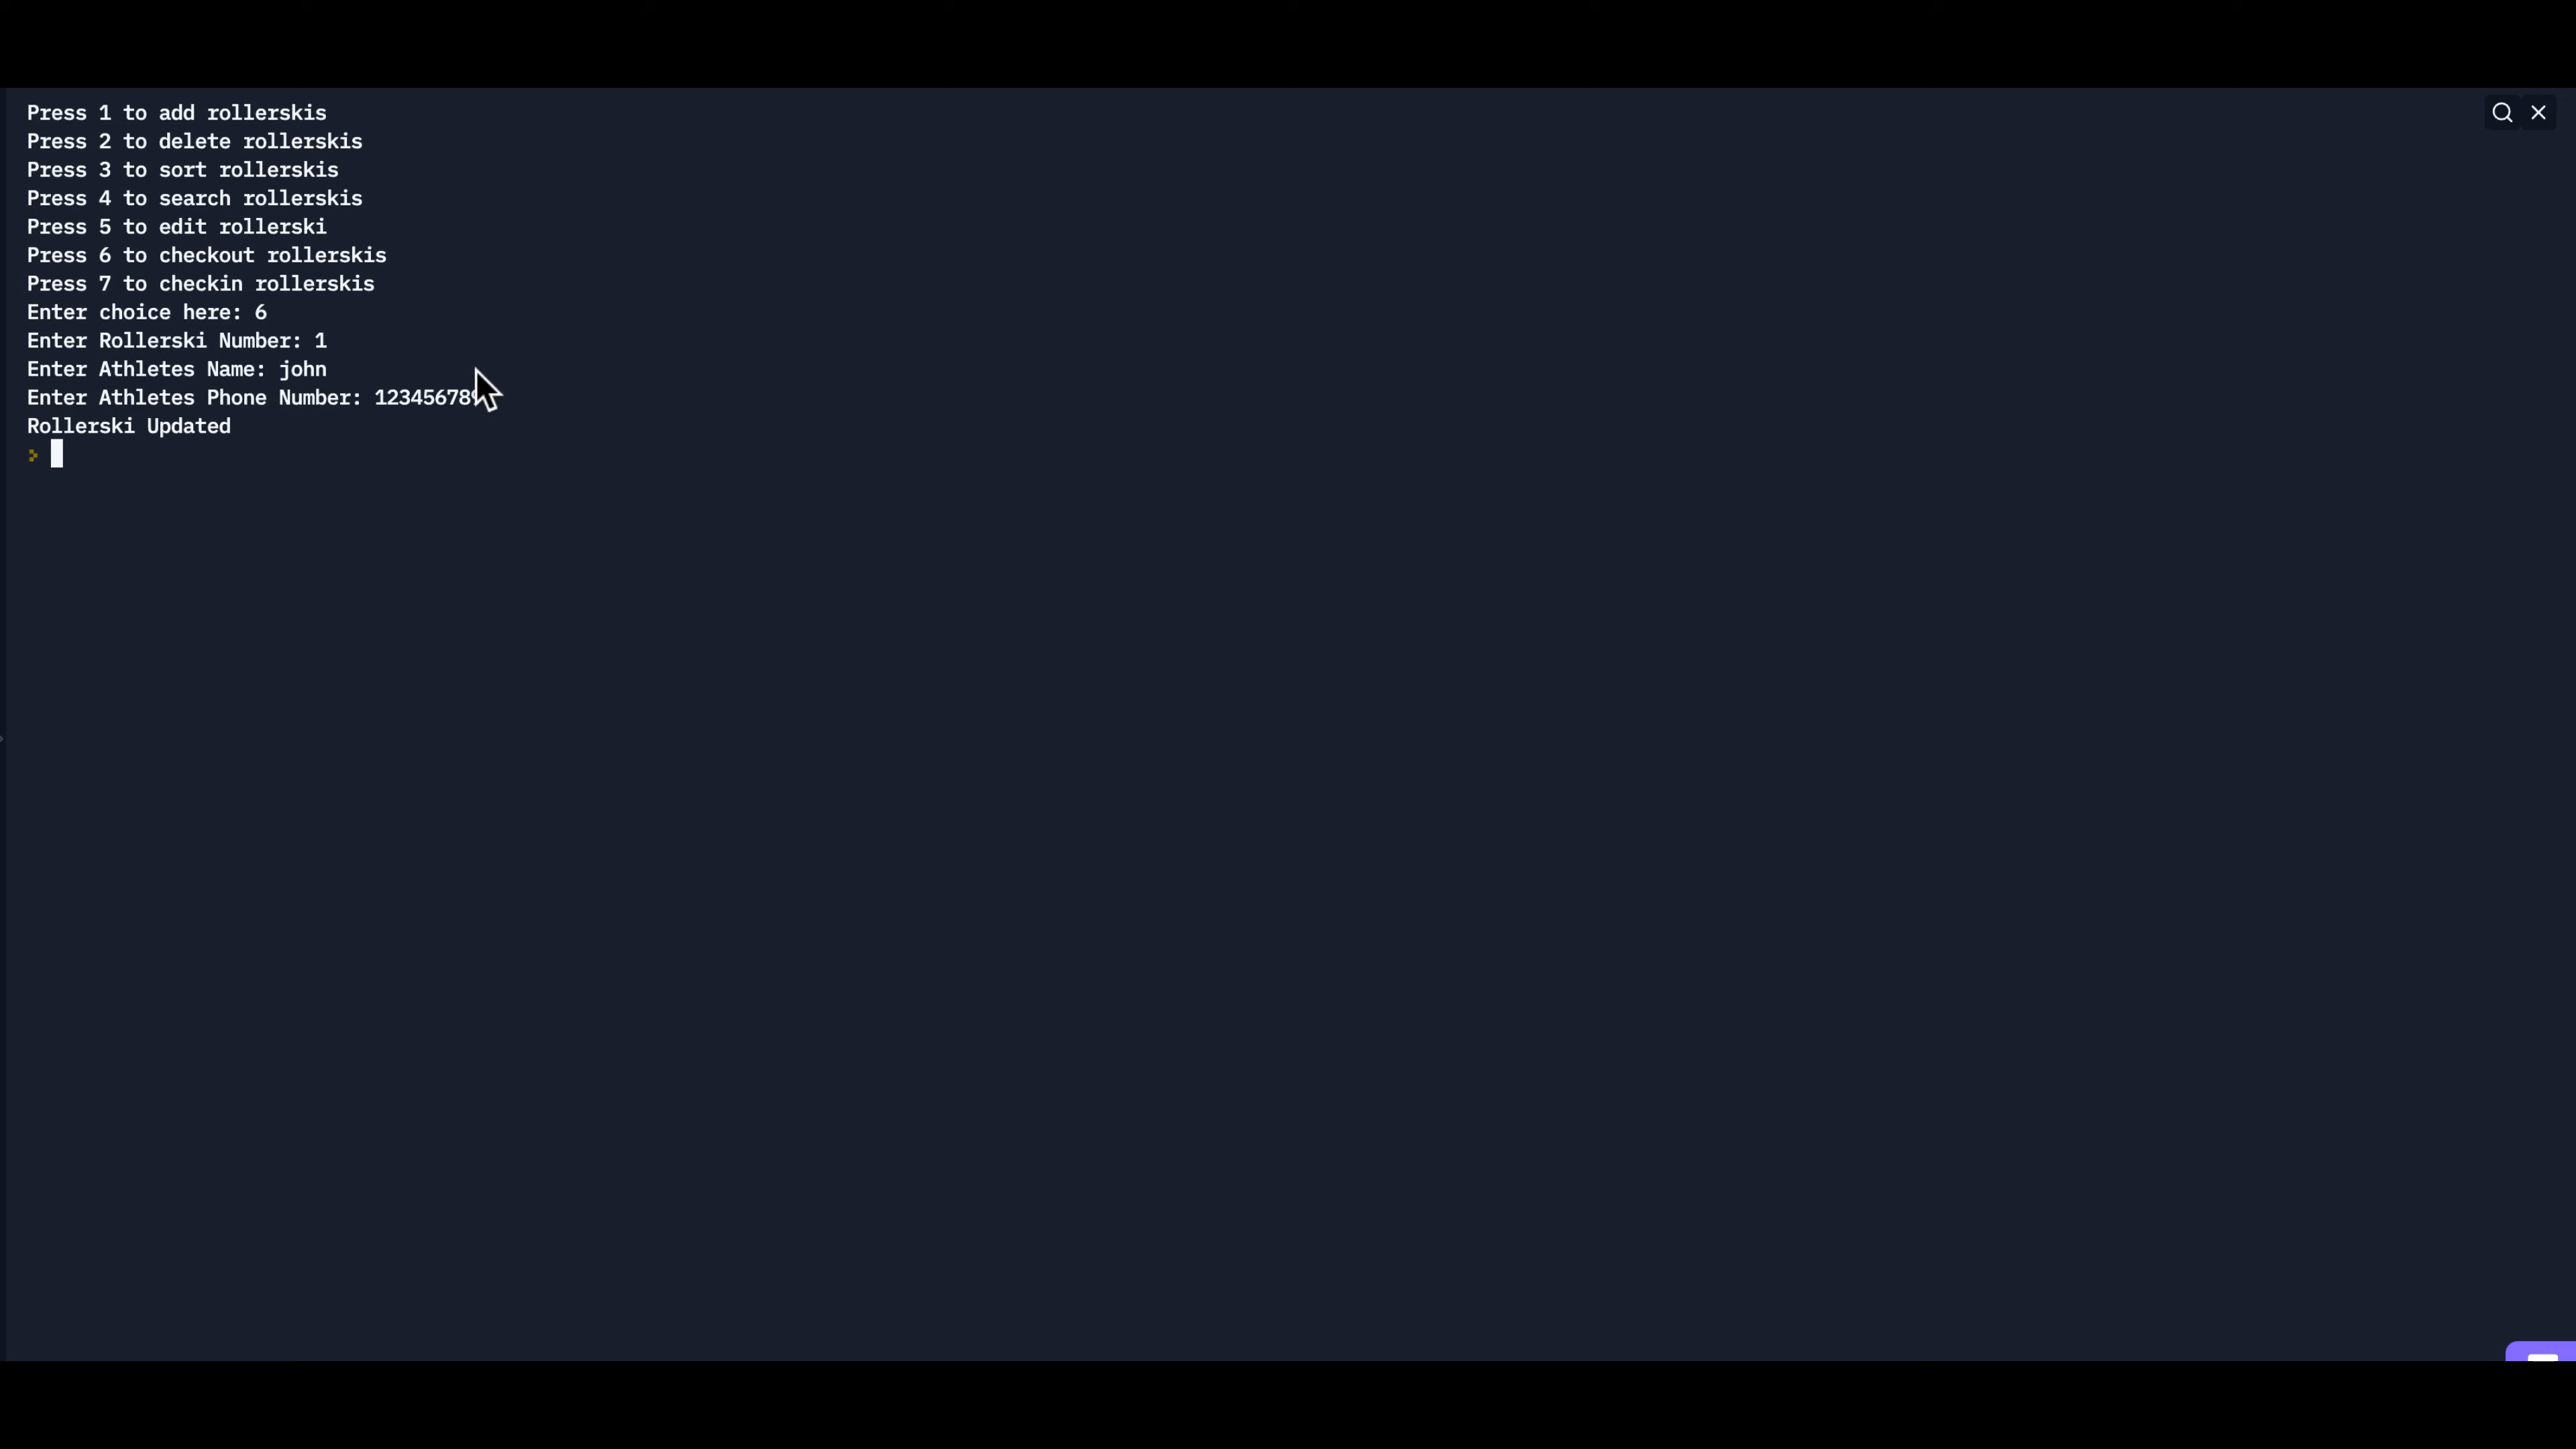 Press 1 to add rollerskis
Press 2 to delete rollerskis
Press 3 to sort rollerskis
Press 4 to search rollerskis
Press 5 to edit rollerski
Press 6 to checkout rollerskis
Press 7 to checkin rollerskis
Enter choice here: 6
Enter Rollerski Number: 1
Enter Athletes Name: john
Enter Athletes Phone Number:
Rollerski Updated